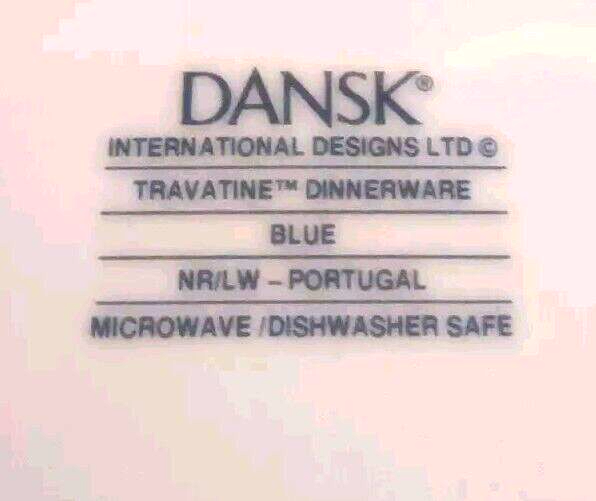 DANSK®
INTERNATIONAL DESIGNS LTD ©
TRAVATINE™ DINNERWARE
BLUE
NR/LW – PORTUGAL
MICROWAVE /DISHWASHER SAFE